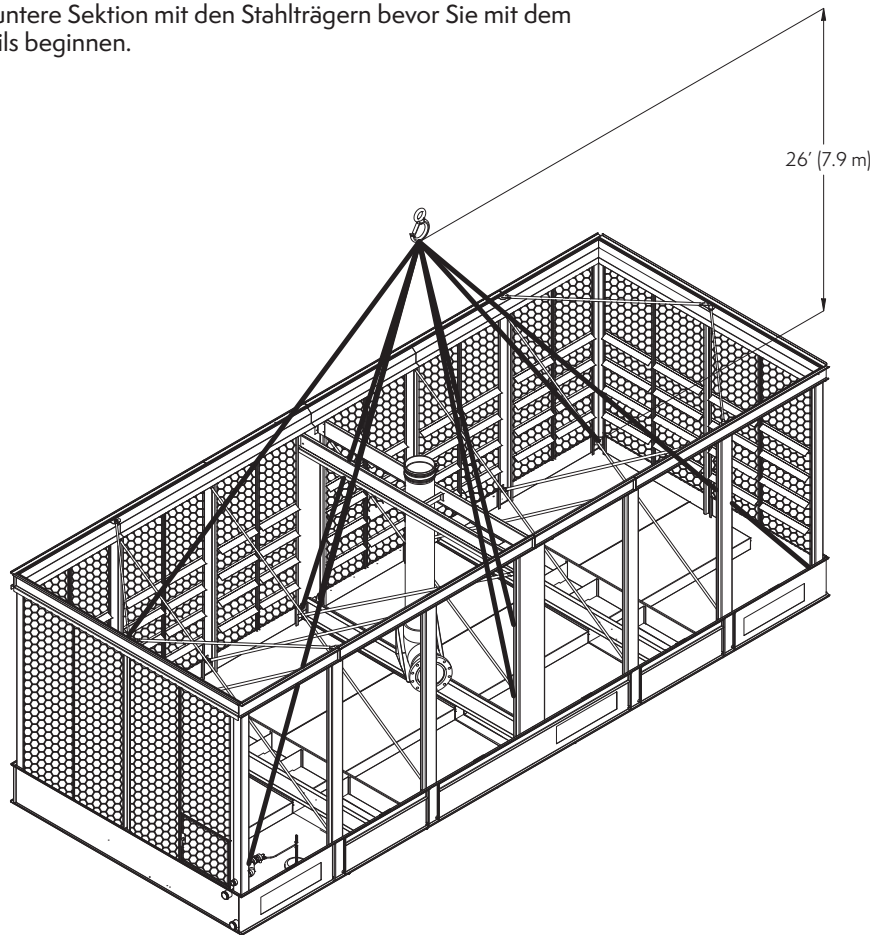 untere Sektion mit den Stahlträgern bevor Sie mit dem
ils beginnen.
26′ (7.9 m)